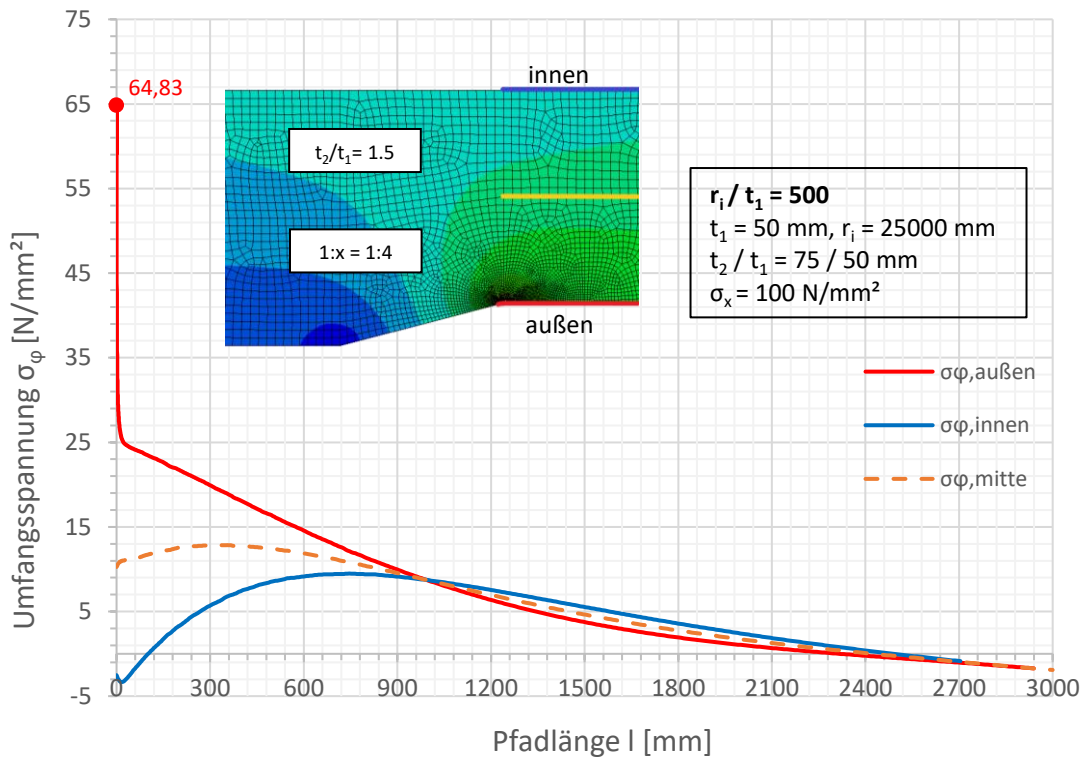 75
65
55
45
35
25
15
5
-5
Umfangsspannung σφ [N/mm²]
64,83
innen
t₂/t₁= 1.5
1:x = 1:4
außen
rᵢ / t₁ = 500
t₁ = 50 mm, rᵢ = 25000 mm
t₂ / t₁ = 75 / 50 mm
σₓ = 100 N/mm²
σφ,außen
σφ,innen
σφ,mitte
0 300 600 900 1200 1500 1800 2100 2400 2700 3000
Pfadlänge l [mm]